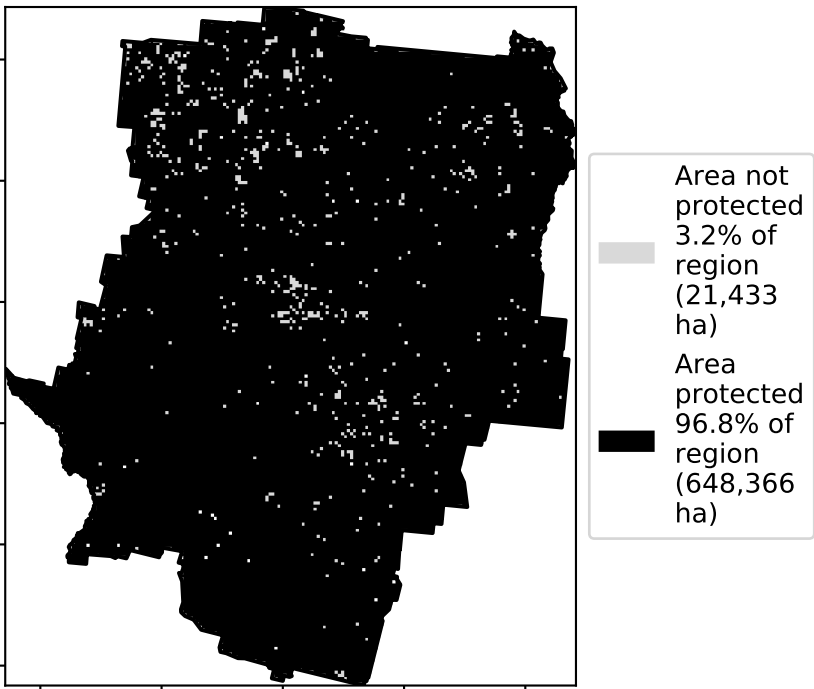 Area not
protected
3.2% of
region
(21,433
ha)
Area
protected
96.8% of
region
(648,366
ha)